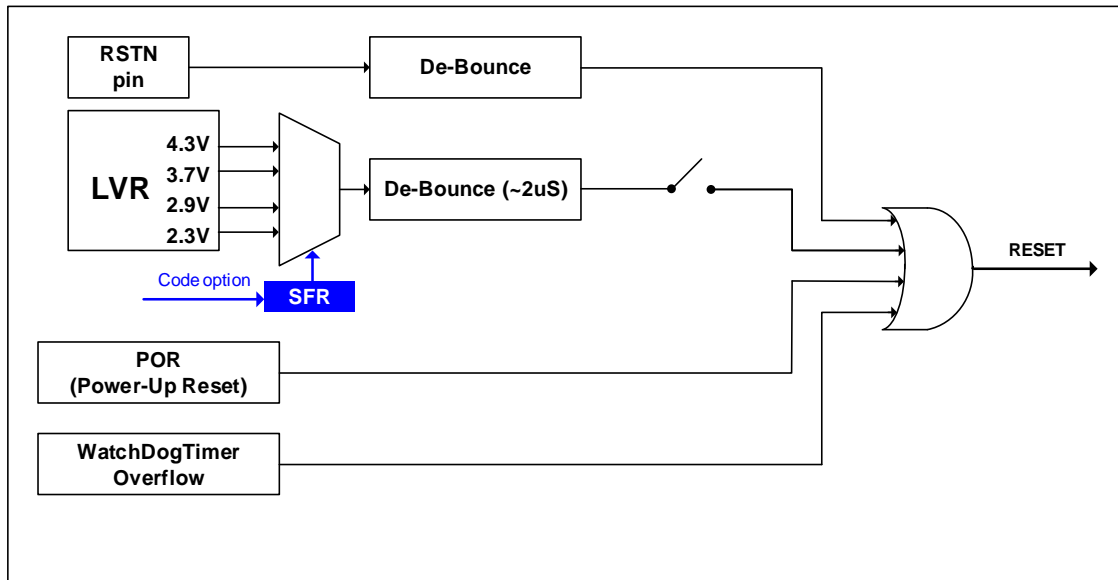 RSTN
pin
De-Bounce
LVR
4.3V
3.7V
2.9V
2.3V
De-Bounce (~2uS)
Code option
SFR
RESET
POR
(Power-Up Reset)
WatchDogTimer
Overflow